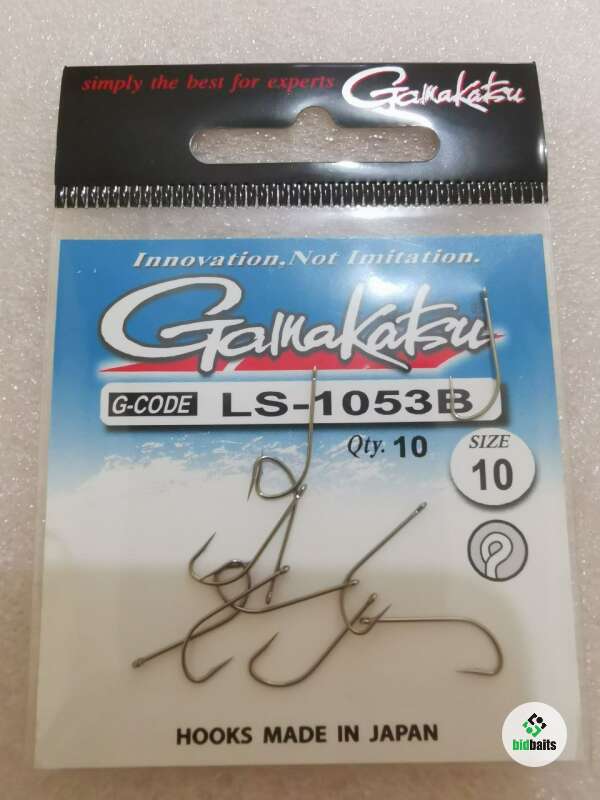 simply the best for experts Gamakatsu
Innovation, Not Imitation.
Gamakatsu
G-CODE LS-1053B
Qty. 10
SIZE
10
HOOKS MADE IN JAPAN
bidbaits